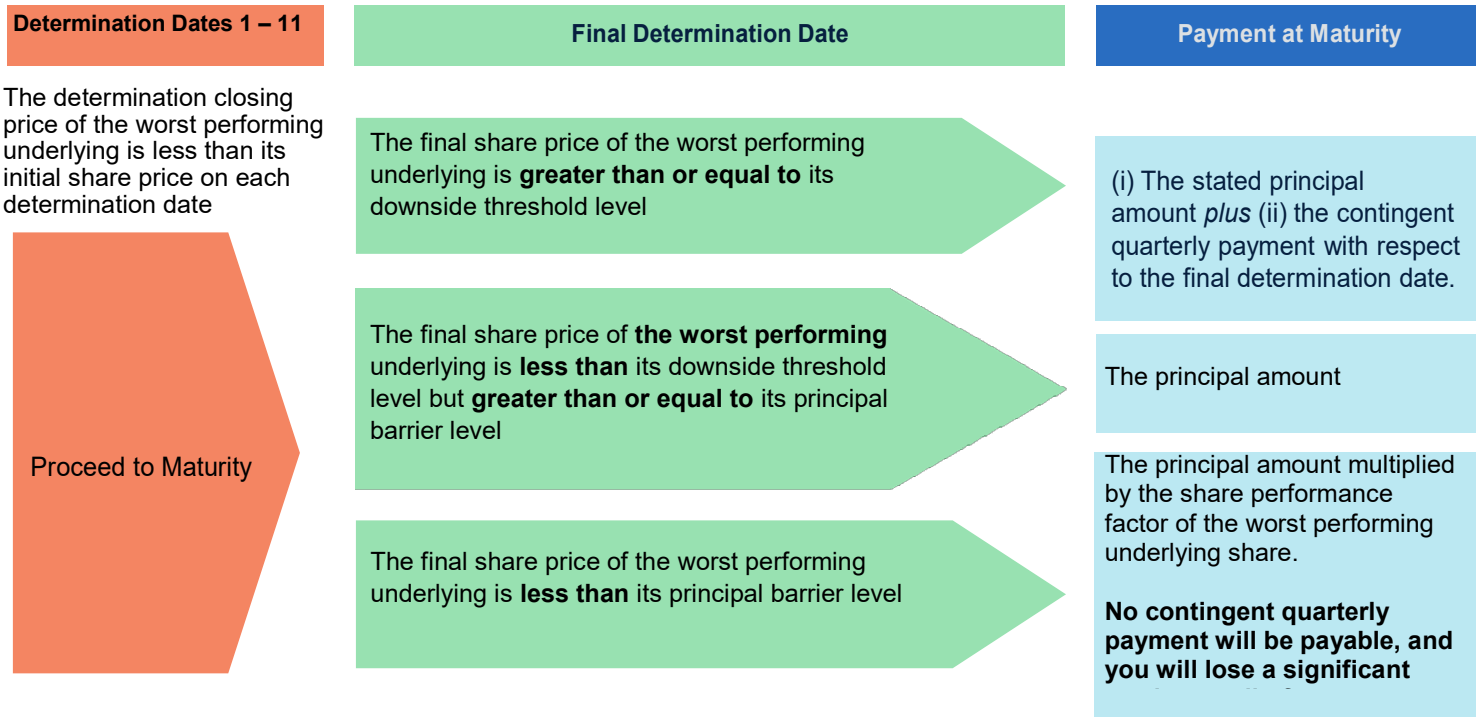 Determination Dates 1 – 11
Final Determination Date
Payment at Maturity
The determination closing
price of the worst performing
underlying is less than its
initial share price on each
determination date
Proceed to Maturity
The final share price of the worst performing
underlying is greater than or equal to its
downside threshold level
(i) The stated principal
amount plus (ii) the contingent
quarterly payment with respect
to the final determination date.
The final share price of the worst performing
underlying is less than its downside threshold
level but greater than or equal to its principal
barrier level
The principal amount
The final share price of the worst performing
underlying is less than its principal barrier level
The principal amount multiplied
by the share performance
factor of the worst performing
underlying share.
No contingent quarterly
payment will be payable, and
you will lose a significant